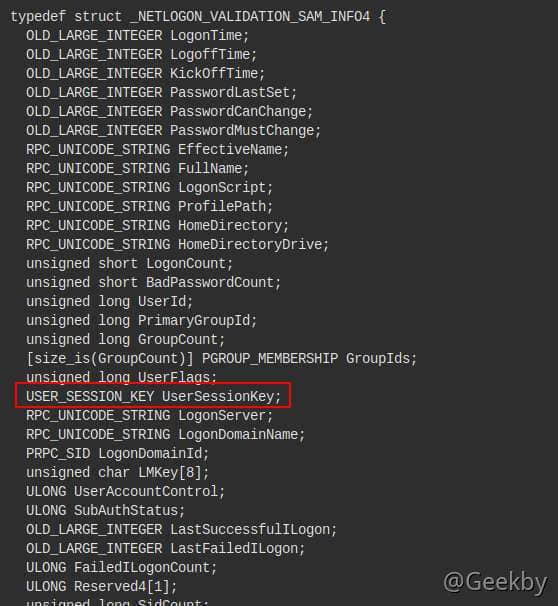 typedef struct _NETLOGON_VALIDATION_SAM_INFO4 {
OLD_LARGE_INTEGER LogonTime;
OLD_LARGE_INTEGER LogoffTime;
OLD_LARGE_INTEGER KickOffTime;
OLD_LARGE_INTEGER PasswordLastSet;
OLD_LARGE_INTEGER PasswordCanChange;
OLD_LARGE_INTEGER PasswordMustChange;
RPC_UNICODE_STRING EffectiveName;
RPC_UNICODE_STRING FullName;
RPC_UNICODE_STRING LogonScript;
RPC_UNICODE_STRING ProfilePath;
RPC_UNICODE_STRING HomeDirectory;
RPC_UNICODE_STRING HomeDirectoryDrive;
unsigned short LogonCount;
unsigned short BadPasswordCount;
unsigned long UserId;
unsigned long PrimaryGroupId;
unsigned long GroupCount;
[size_is(GroupCount)] PGROUP_MEMBERSHIP GroupIds;
unsigned long UserFlags;
USER_SESSION_KEY UserSessionKey;
RPC_UNICODE_STRING LogonServer;
RPC_UNICODE_STRING LogonDomainName;
PRPC_SID LogonDomainId;
unsigned char LMKey[8];
ULONG UserAccountControl;
ULONG SubAuthStatus;
OLD_LARGE_INTEGER LastSuccessfulILogon;
OLD_LARGE_INTEGER LastFailedILogon;
ULONG FailedILogonCount;
ULONG Reserved4[1];
unsigned long SidCount;
@Geekby